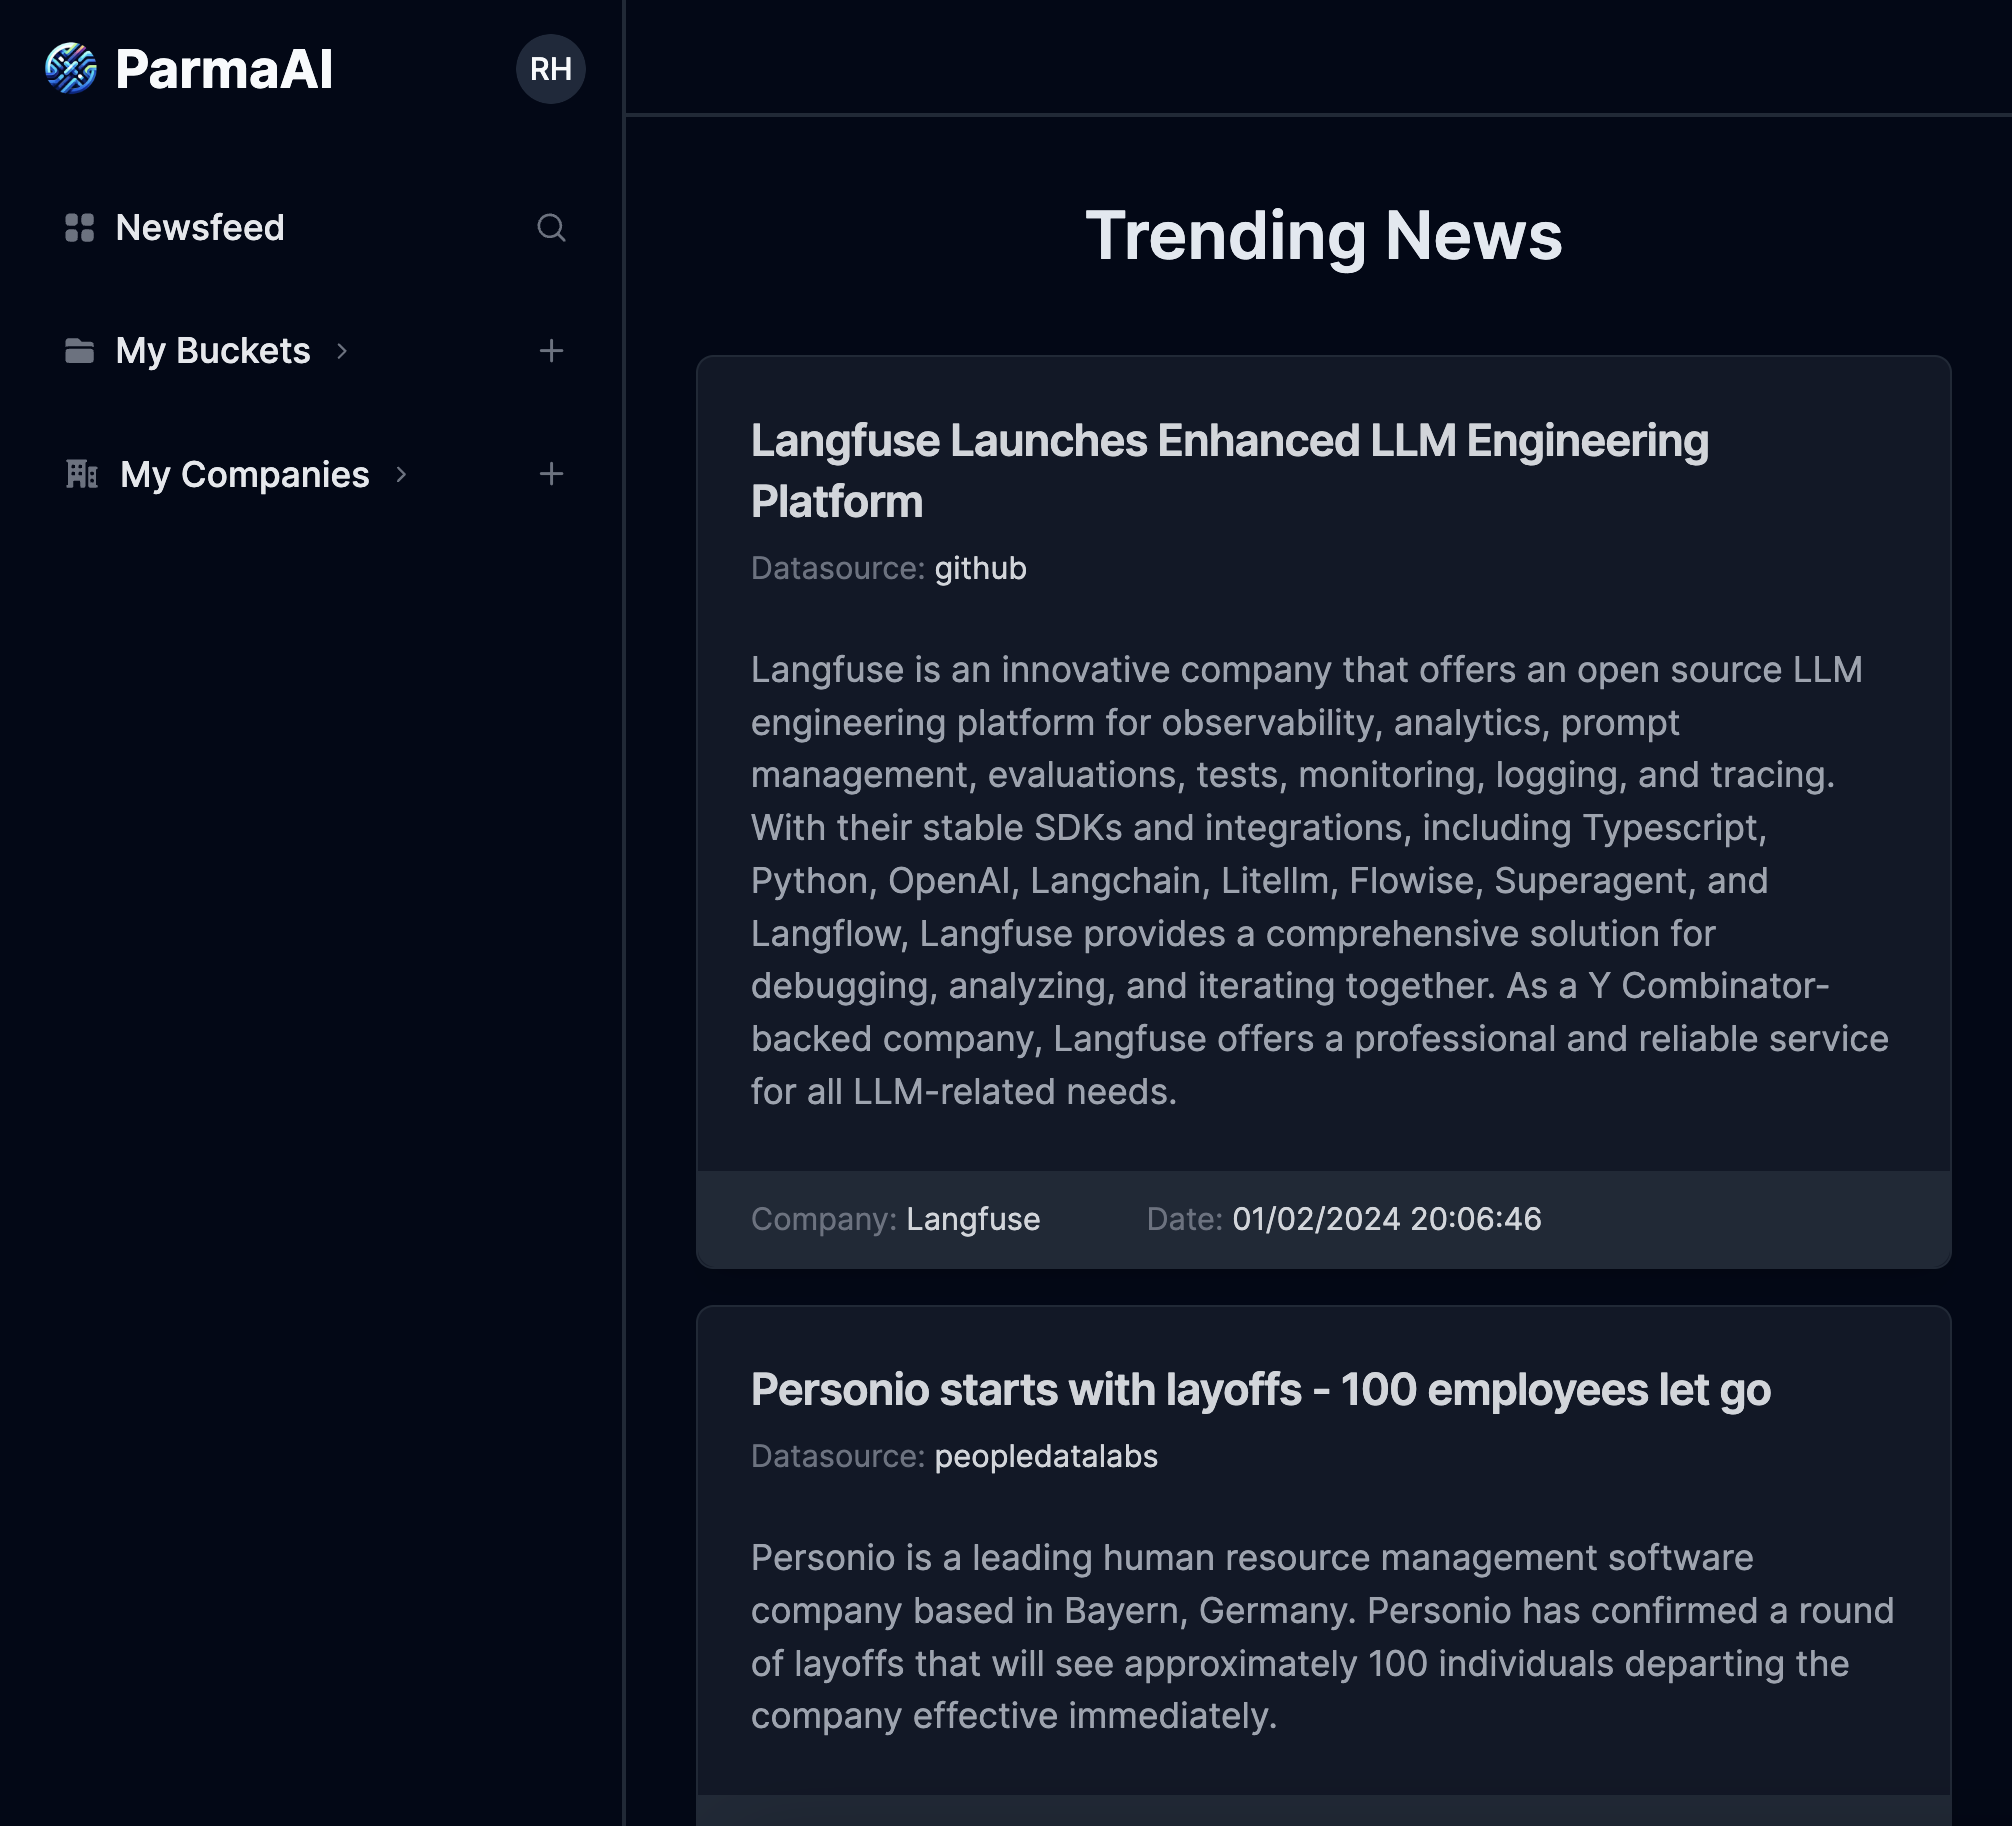 ParmaAI
RH
Newsfeed
My Buckets
My Companies
Trending News
Langfuse Launches Enhanced LLM Engineering
Platform
Datasource: github
Langfuse is an innovative company that offers an open source LLM
engineering platform for observability, analytics, prompt
management, evaluations, tests, monitoring, logging, and tracing.
With their stable SDKs and integrations, including Typescript,
Python, OpenAI, Langchain, Litellm, Flowise, Superagent, and
Langflow, Langfuse provides a comprehensive solution for
debugging, analyzing, and iterating together. As a Y Combinator-
backed company, Langfuse offers a professional and reliable service
for all LLM-related needs.
Company: Langfuse Date: 01/02/2024 20:06:46
Personio starts with layoffs - 100 employees let go
Datasource: peopledatalabs
Personio is a leading human resource management software
company based in Bayern, Germany. Personio has confirmed a round
of layoffs that will see approximately 100 individuals departing the
company effective immediately.